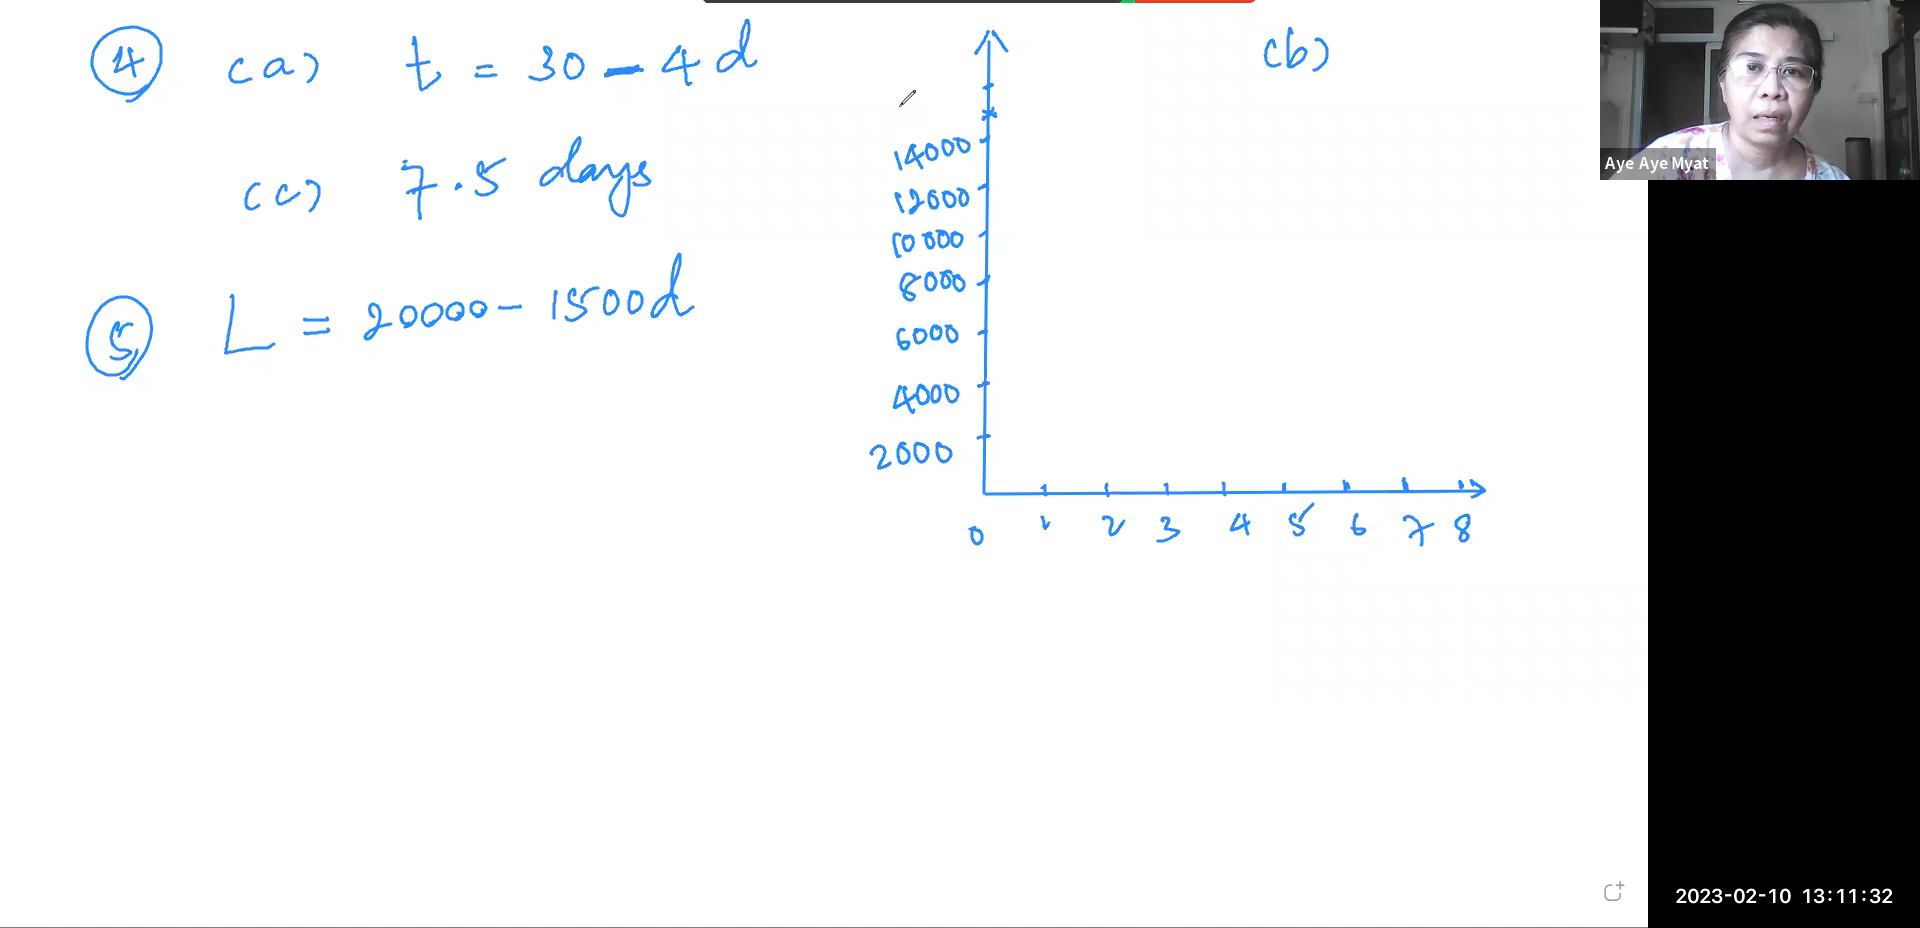 4 (a) t = 30 - 4d
(c) 7.5 days
5 L = 20000 - 1500d
(b)
14000
12000
10000
8000
6000
4000
2000
0 1 2 3 4 5 6 7 8
Aye Aye Myat
2023-02-10 13:11:32